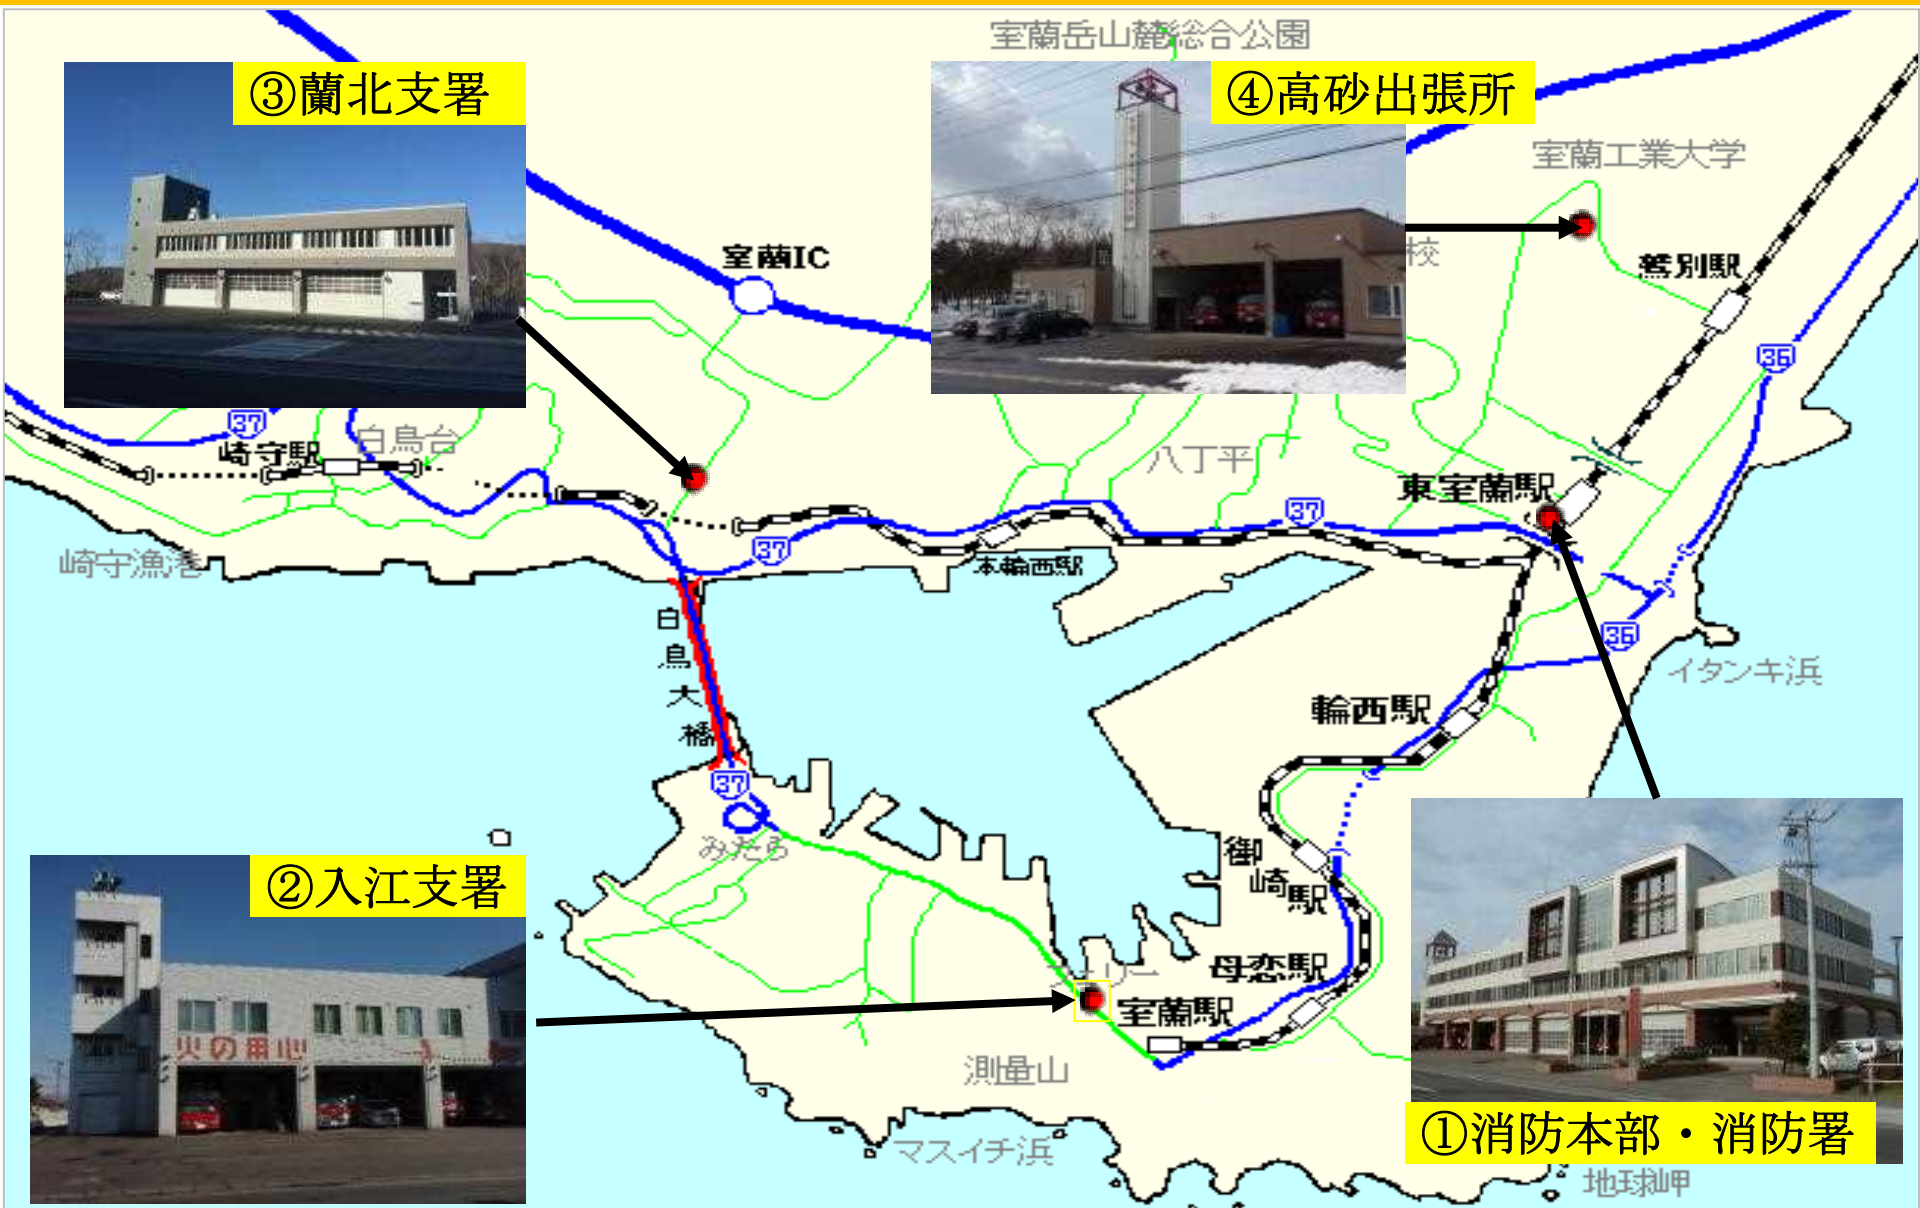 室蘭岳山麓総合公園
③蘭北支署
④高砂出張所
室蘭工業大学
校
室蘭IC
鷲別駅
36
37
崎守駅
白鳥台
八丁平
東室蘭駅
37
37
崎守漁港
本輪西駅
白鳥大橋
36
イタンキ浜
輪西駅
37
みたら
御崎駅
②入江支署
火の用心
フェリー
母恋駅
室蘭駅
測量山
①消防本部・消防署
マスイチ浜
地球岬